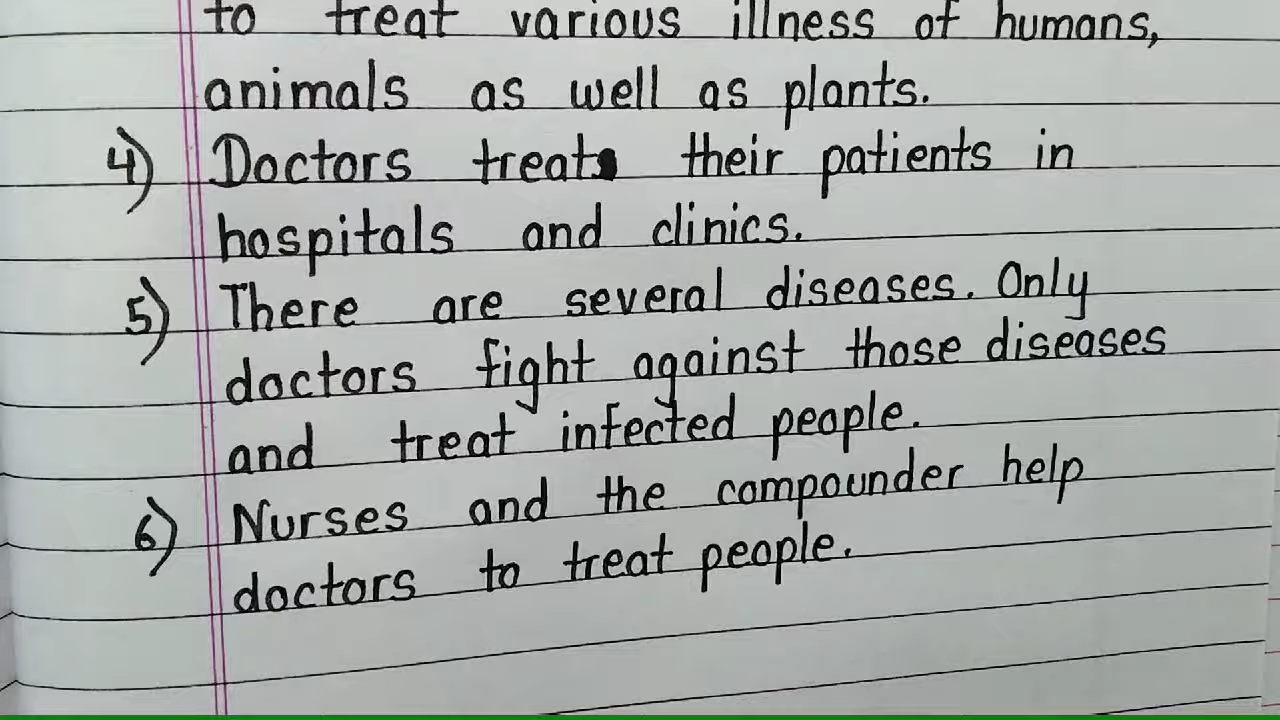 to treat various illness of humans,
animals as well as plants.
4) Doctors treats their patients in
hospitals and clinics.
5) There are several diseases. Only
doctors fight against those diseases
and treat infected people.
6) Nurses and the compounder help
doctors to treat people.